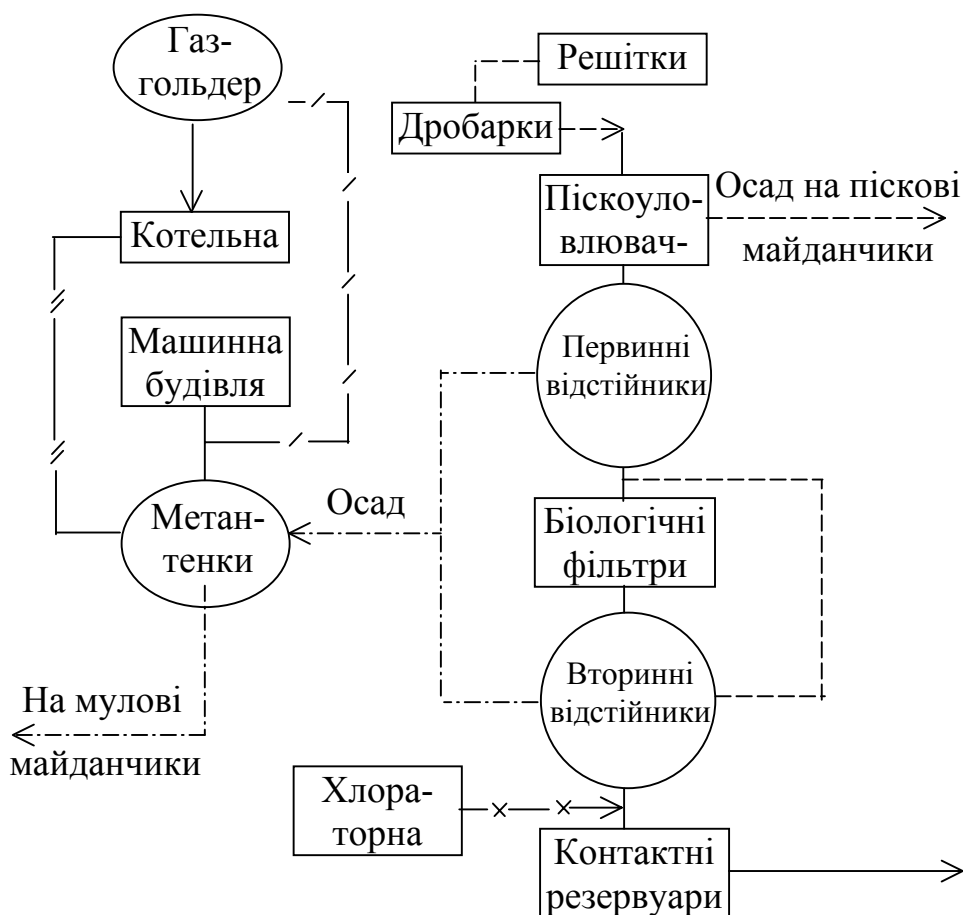 Газ-
гольдер
Решітки
Дробарки
Піскоуло-
влювач-
Осад на піскові
майданчики
Котельна
Машинна
будівля
Первинні
відстійники
Осад
Метан-
тенки
Біологічні
фільтри
Вторинні
відстійники
На мулові
майданчики
Хлора-
торна
Контактні
резервуари